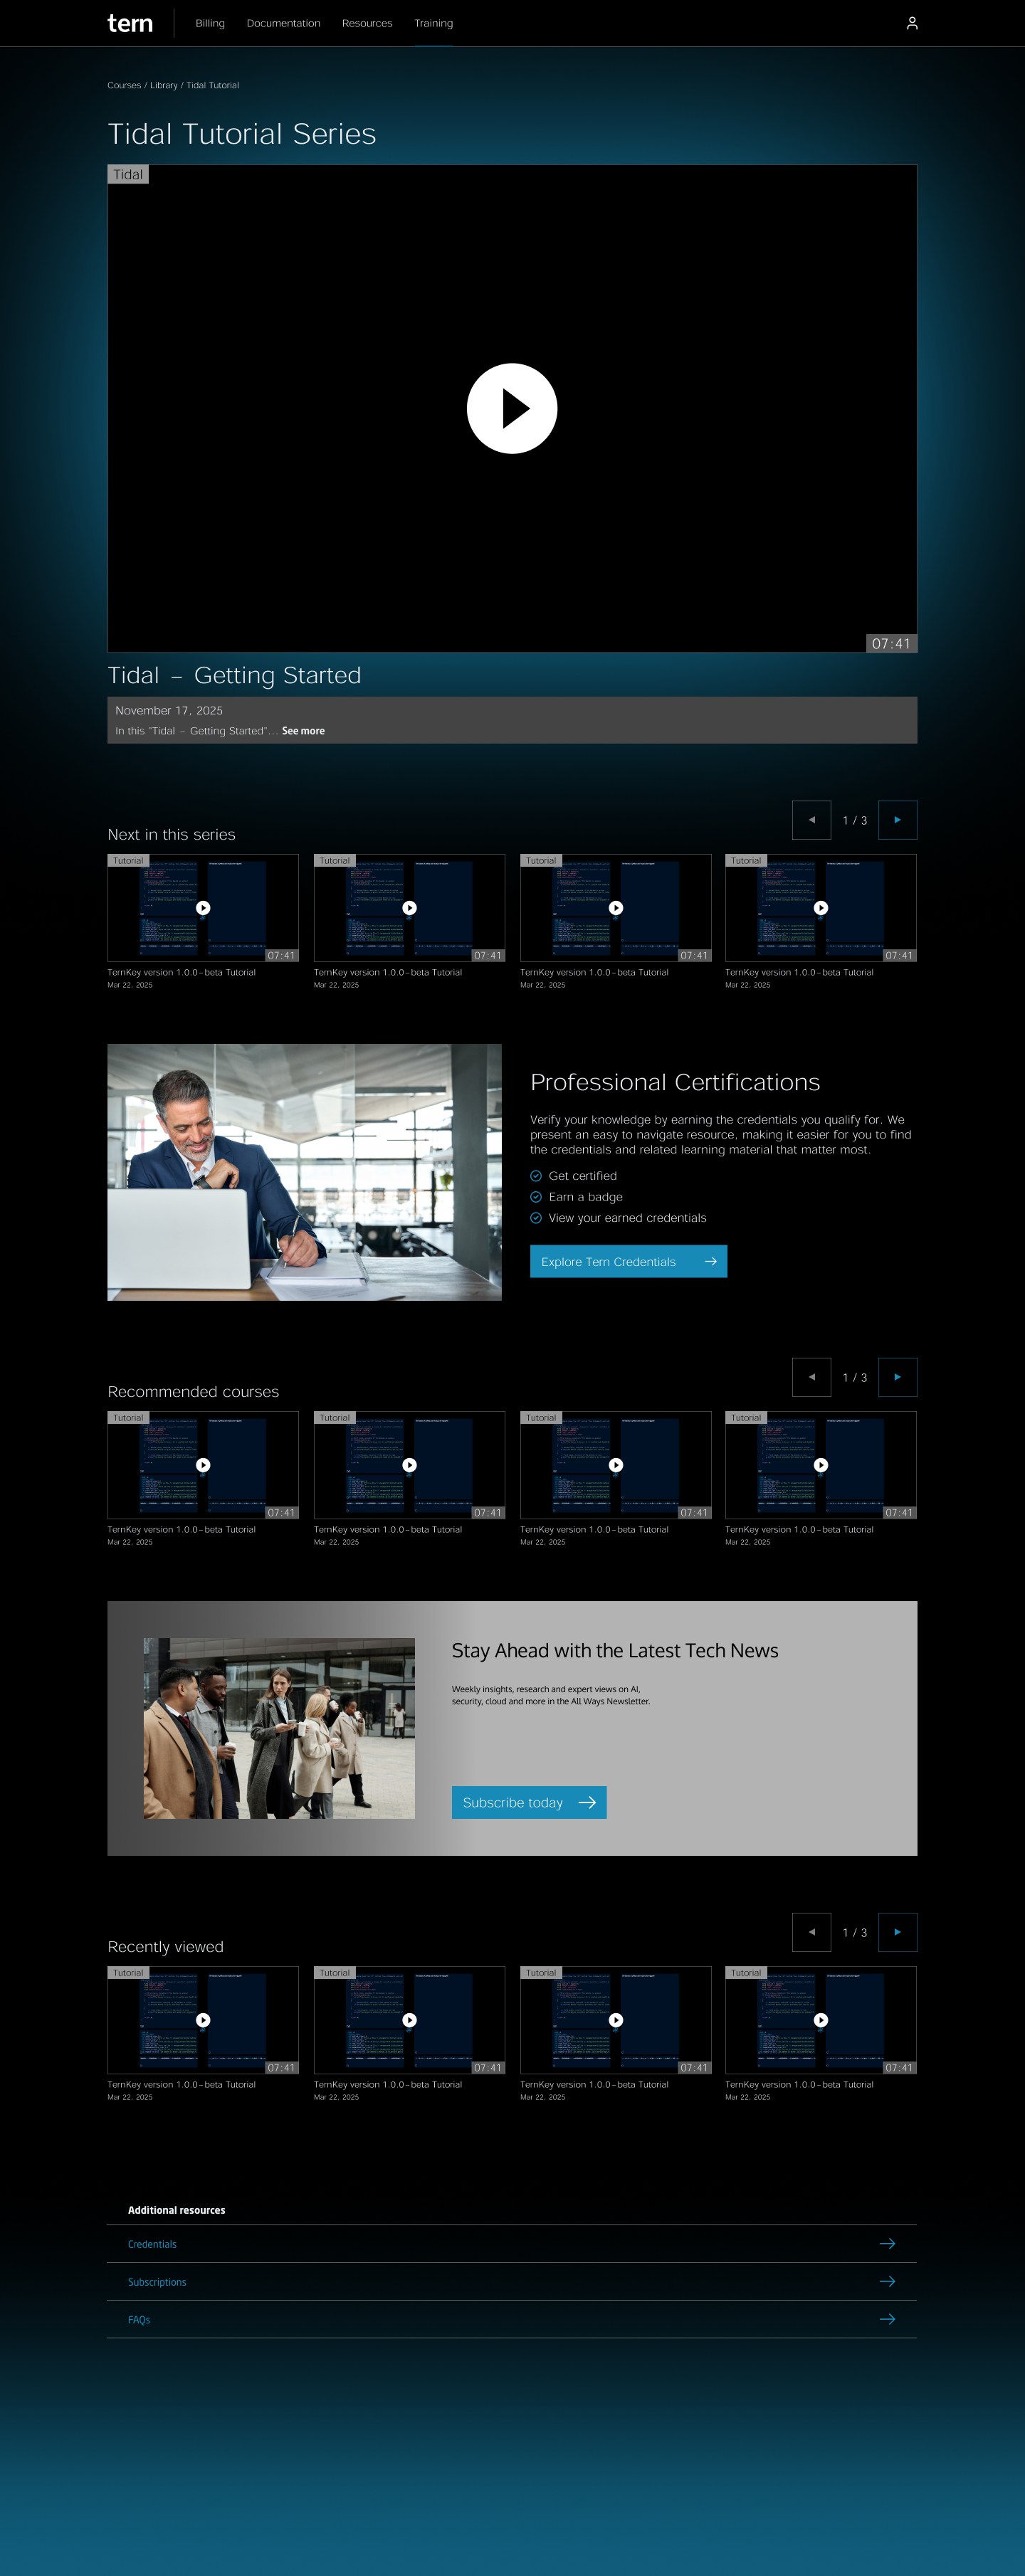 tern
Billing
Documentation
Resources
Training
Courses / Library / Tidal Tutorial
Tidal Tutorial Series
Tidal
07:41
Tidal – Getting Started
November 17, 2025
In this "Tidal – Getting Started"... See more
Next in this series
1 / 3
Tutorial
07:41
TernKey version 1.0.0-beta Tutorial
Mar 22, 2025
Tutorial
07:41
TernKey version 1.0.0-beta Tutorial
Mar 22, 2025
Tutorial
07:41
TernKey version 1.0.0-beta Tutorial
Mar 22, 2025
Tutorial
07:41
TernKey version 1.0.0-beta Tutorial
Mar 22, 2025
Professional Certifications
Verify your knowledge by earning the credentials you qualify for. We
present an easy to navigate resource, making it easier for you to find
the credentials and related learning material that matter most.
Get certified
Earn a badge
View your earned credentials
Explore Tern Credentials
Recommended courses
1 / 3
Tutorial
07:41
TernKey version 1.0.0-beta Tutorial
Mar 22, 2025
Tutorial
07:41
TernKey version 1.0.0-beta Tutorial
Mar 22, 2025
Tutorial
07:41
TernKey version 1.0.0-beta Tutorial
Mar 22, 2025
Tutorial
07:41
TernKey version 1.0.0-beta Tutorial
Mar 22, 2025
Stay Ahead with the Latest Tech News
Weekly insights, research and expert views on AI,
security, cloud and more in the All Ways Newsletter.
Subscribe today
Recently viewed
1 / 3
Tutorial
07:41
TernKey version 1.0.0-beta Tutorial
Mar 22, 2025
Tutorial
07:41
TernKey version 1.0.0-beta Tutorial
Mar 22, 2025
Tutorial
07:41
TernKey version 1.0.0-beta Tutorial
Mar 22, 2025
Tutorial
07:41
TernKey version 1.0.0-beta Tutorial
Mar 22, 2025
Additional resources
Credentials
Subscriptions
FAQs